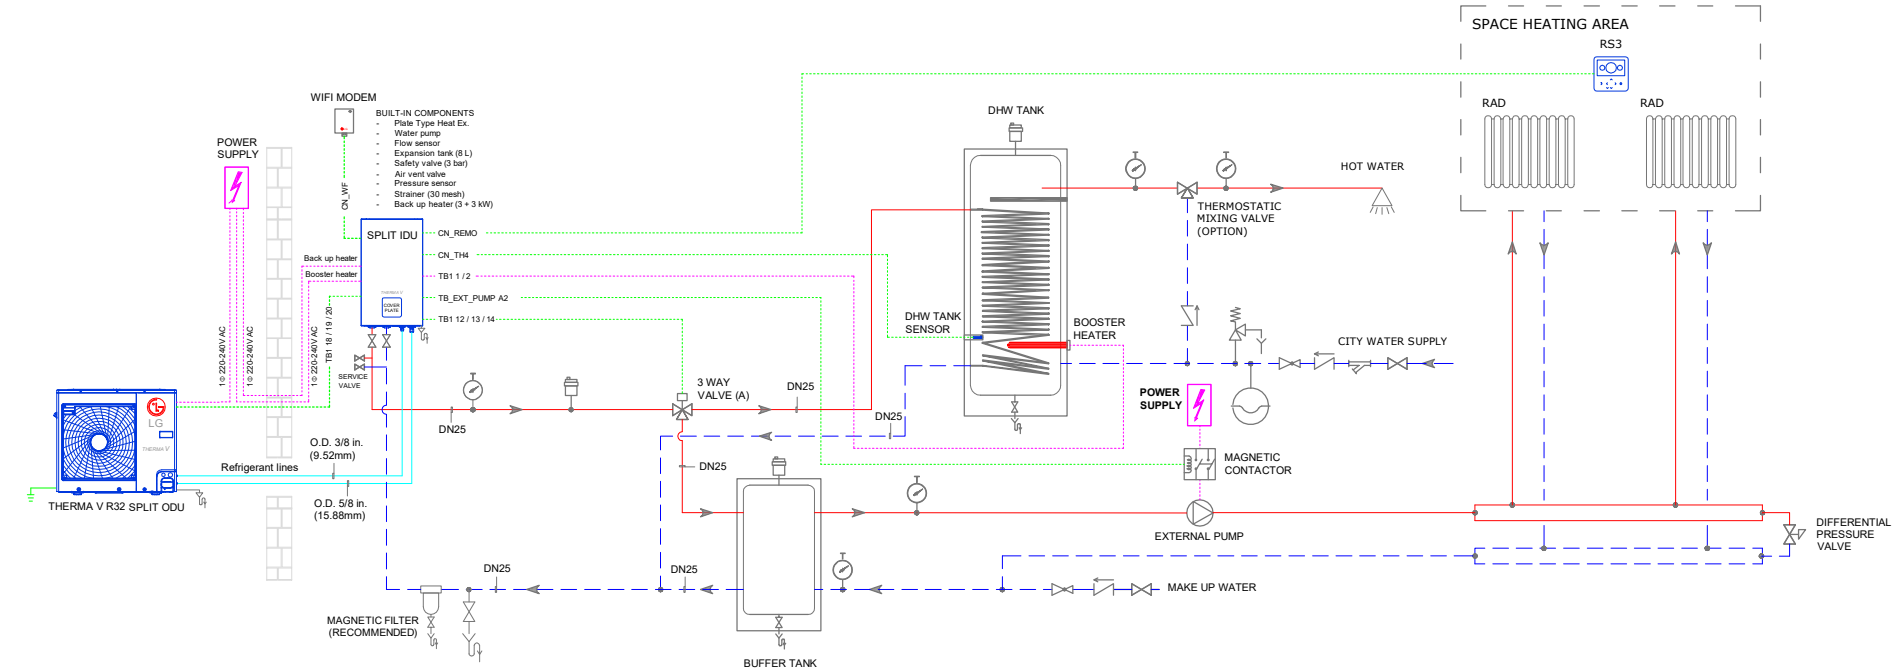 SPACE HEATING AREA
RS3
RAD
RAD
WIFI MODEM
BUILT-IN COMPONENTS
- Plate Type Heat Ex.
- Water pump
- Flow sensor
- Expansion tank (8 L)
- Safety valve (3 bar)
- Air vent valve
- Pressure sensor
- Strainer (30 mesh)
- Back up heater (3 + 3 kW)
POWER
SUPPLY
CN_WF
SPLIT IDU
THERMA V
COVER
PLATE
CN_REMO
CN_TH4
TB1 1 / 2
TB_EXT_PUMP A2
TB1 12 / 13 / 14
Back up heater
Booster heater
1Φ 220-240V AC
1Φ 220-240V AC
1Φ 220-240V AC
TB1 18 / 19 / 20
SERVICE
VALVE
DHW TANK
HOT WATER
THERMOSTATIC
MIXING VALVE
(OPTION)
DHW TANK
SENSOR
BOOSTER
HEATER
CITY WATER SUPPLY
3 WAY
VALVE (A)
DN25
DN25
DN25
DN25
POWER
SUPPLY
MAGNETIC
CONTACTOR
EXTERNAL PUMP
LG
THERMA V
O.D. 3/8 in.
(9.52mm)
Refrigerant lines
O.D. 5/8 in.
(15.88mm)
THERMA V R32 SPLIT ODU
DIFFERENTIAL
PRESSURE
VALVE
DN25
DN25
MAKE UP WATER
MAGNETIC FILTER
(RECOMMENDED)
BUFFER TANK